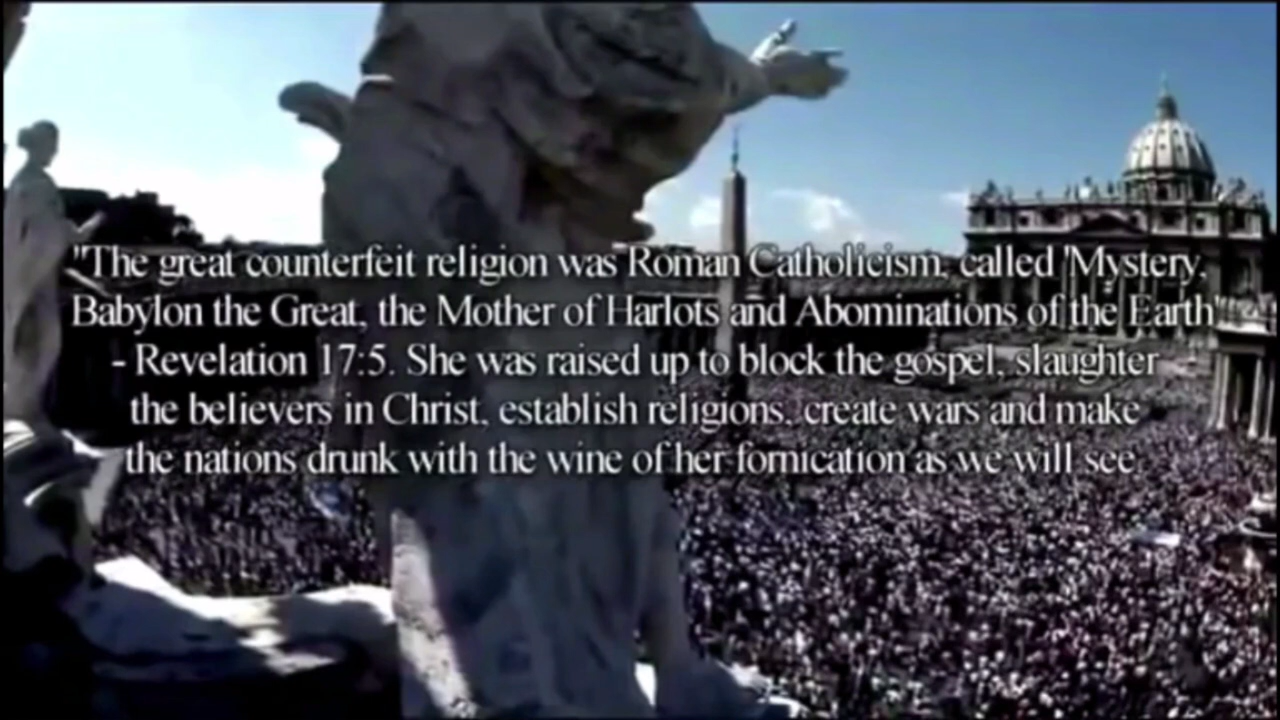 "The great counterfeit religion was Roman Catholicism, called 'Mystery,
Babylon the Great, the Mother of Harlots and Abominations of the Earth'
- Revelation 17:5. She was raised up to block the gospel, slaughter
the believers in Christ, establish religions, create wars and make
the nations drunk with the wine of her fornication as we will see